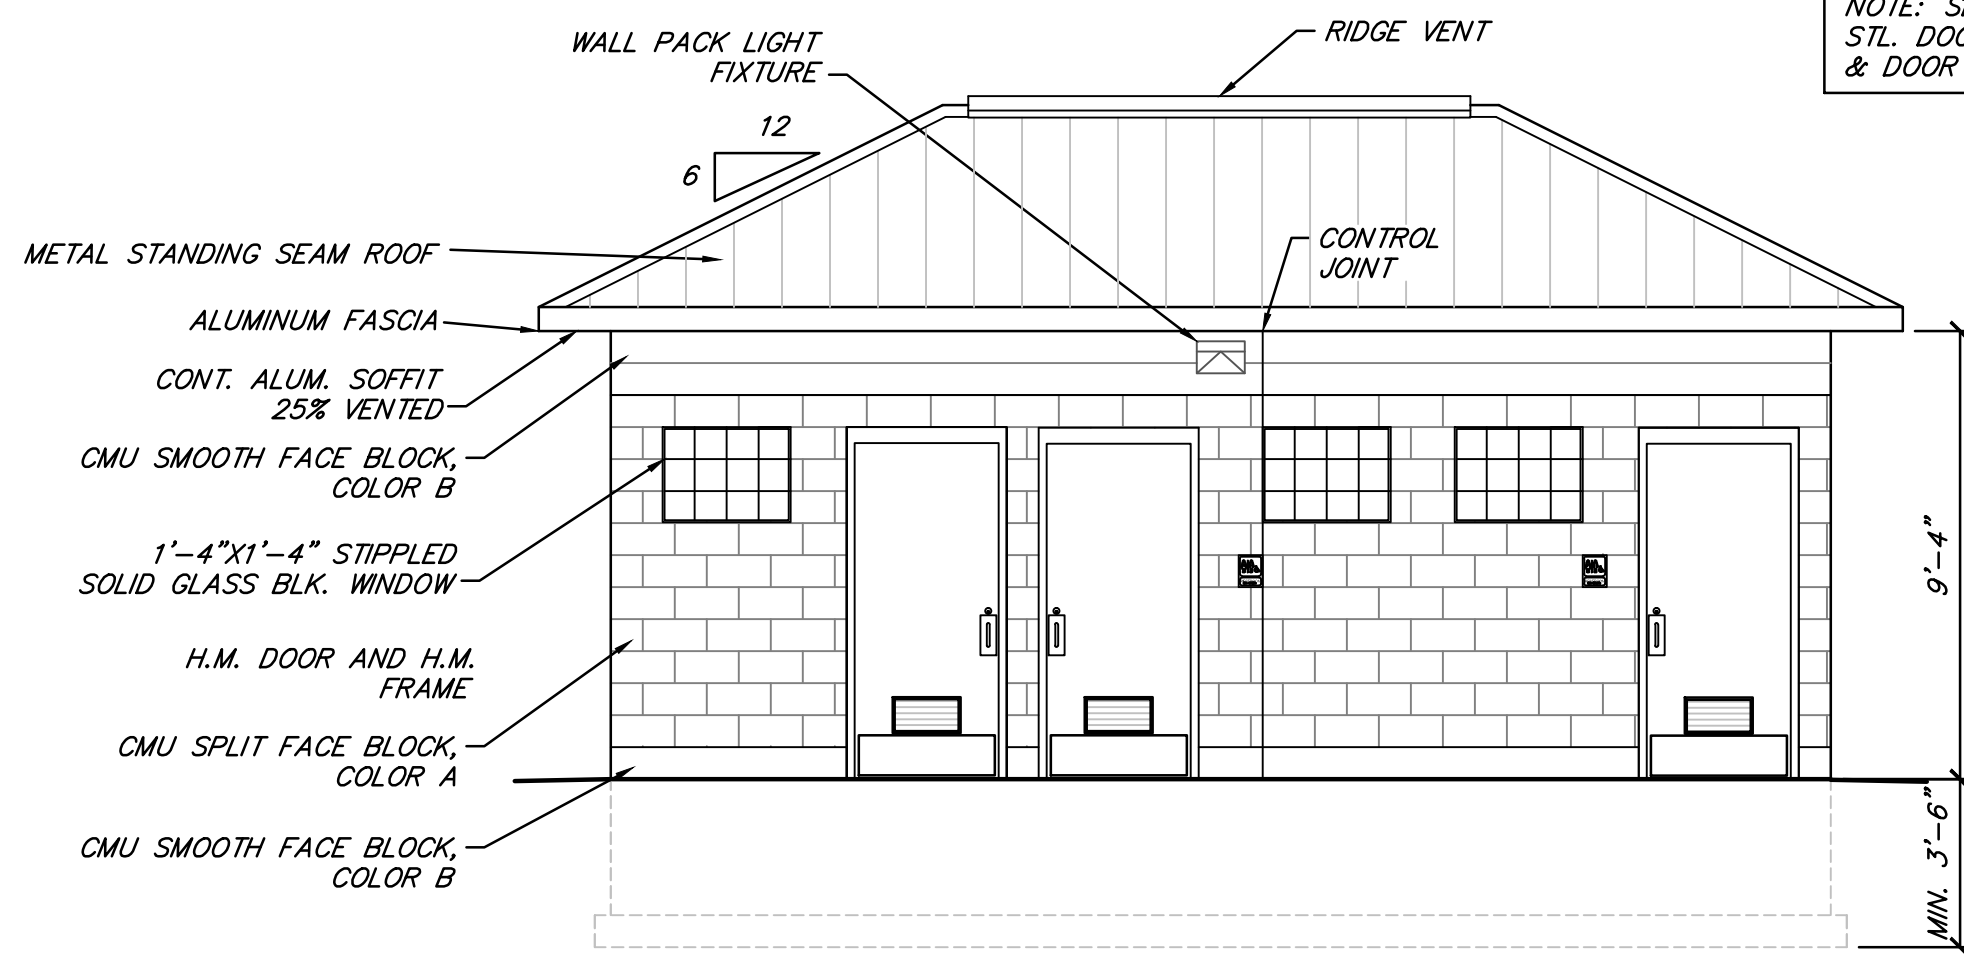 NOTE:
STL.
& DOOR
WALL PACK LIGHT
FIXTURE
RIDGE VENT
12
6
METAL STANDING SEAM ROOF
CONTROL
JOINT
ALUMINUM FASCIA
CONT. ALUM. SOFFIT
25% VENTED
CMU SMOOTH FACE BLOCK,
COLOR B
1'-4"X1'-4" STIPPLED
SOLID GLASS BLK. WINDOW
H.M. DOOR AND H.M.
FRAME
CMU SPLIT FACE BLOCK,
COLOR A
CMU SMOOTH FACE BLOCK,
COLOR B
9'-4"
MIN. 3'-6"